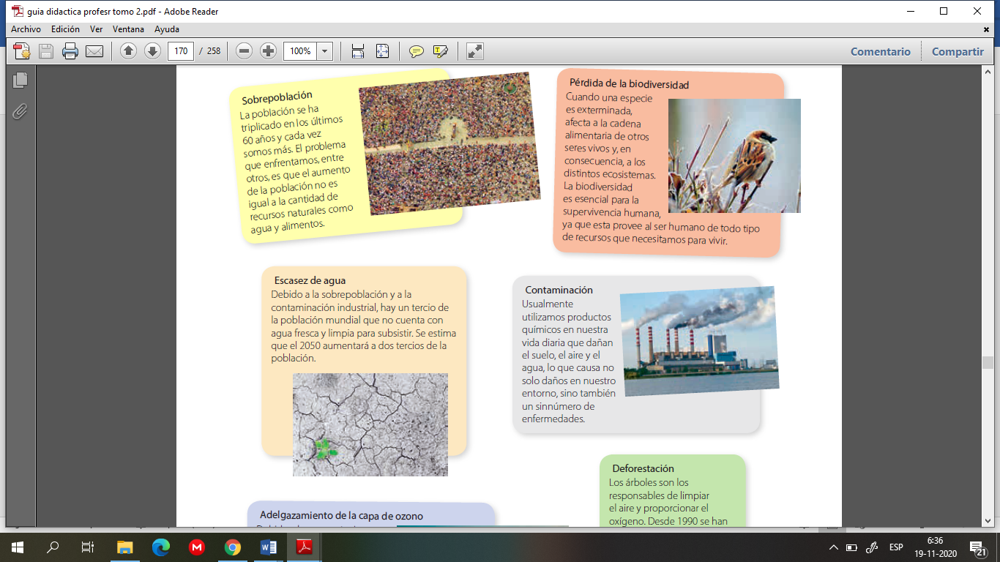 guia didactica profesr tomo 2.pdf - Adobe Reader
Archivo Edición Ver Ventana Ayuda
170 / 258 100% Comentario Compartir
Sobrepoblación
La población se ha
triplicado en los últimos
60 años y cada vez
somos más. El problema
que enfrentamos, entre
otros, es que el aumento
de la población no es
igual a la cantidad de
recursos naturales como
agua y alimentos.
Pérdida de la biodiversidad
Cuando una especie
es exterminada,
afecta a la cadena
alimentaria de otros
seres vivos y, en
consecuencia, a los
distintos ecosistemas.
La biodiversidad
es esencial para la
supervivencia humana,
ya que esta provee al ser humano de todo tipo
de recursos que necesitamos para vivir.
Escasez de agua
Debido a la sobrepoblación y a la
contaminación industrial, hay un tercio de
la población mundial que no cuenta con
agua fresca y limpia para subsistir. Se estima
que el 2050 aumentará a dos tercios de la
población.
Contaminación
Usualmente
utilizamos productos
químicos en nuestra
vida diaria que dañan
el suelo, el aire y el
agua, lo que causa no
solo daños en nuestro
entorno, sino también
un sinnúmero de
enfermedades.
Adelgazamiento de la capa de ozono
Deforestación
Los árboles son los
responsables de limpiar
el aire y proporcionar el
oxígeno. Desde 1990 se han
ESP
6:36
19-11-2020
21